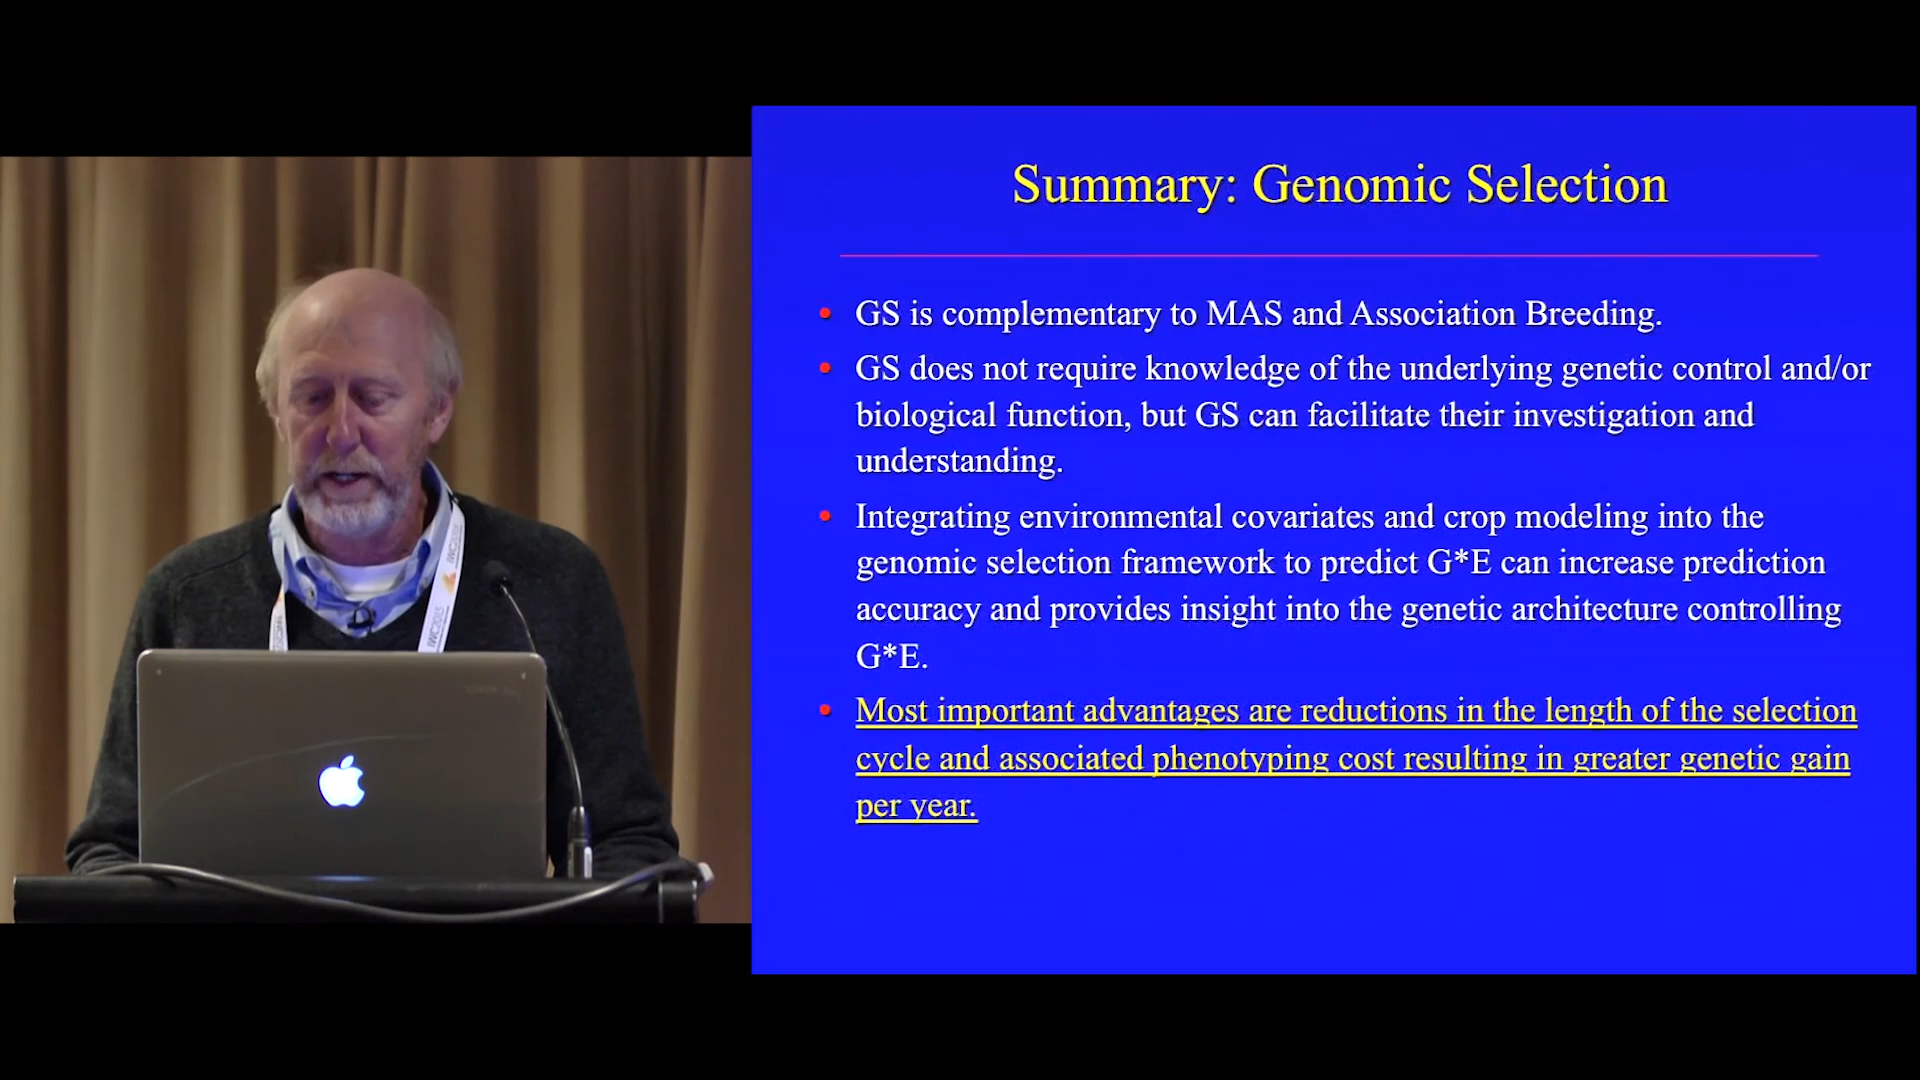 Summary: Genomic Selection
• GS is complementary to MAS and Association Breeding.
• GS does not require knowledge of the underlying genetic control and/or
biological function, but GS can facilitate their investigation and
understanding.
• Integrating environmental covariates and crop modeling into the
genomic selection framework to predict G*E can increase prediction
accuracy and provides insight into the genetic architecture controlling
G*E.
• Most important advantages are reductions in the length of the selection
cycle and associated phenotyping cost resulting in greater genetic gain
per year.